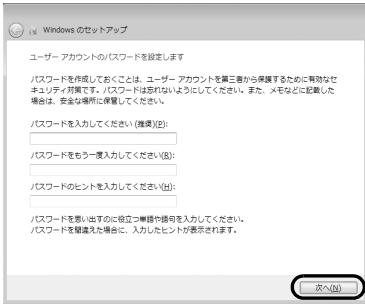 Windows のセットアップ
ユーザー アカウントのパスワードを設定します
パスワードを作成しておくことは、ユーザー アカウントを第三者から保護するために有効なセ
キュリティ対策です。パスワードは忘れないようにしてください。また、メモなどに記載した
場合は、安全な場所に保管してください。
パスワードを入力してください (推奨)(P):
パスワードをもう一度入力してください(R):
パスワードのヒントを入力してください(H):
パスワードを思い出すのに役立つ単語や語句を入力してください。
パスワードを間違えた場合に、入力したヒントが表示されます。
次へ(N)